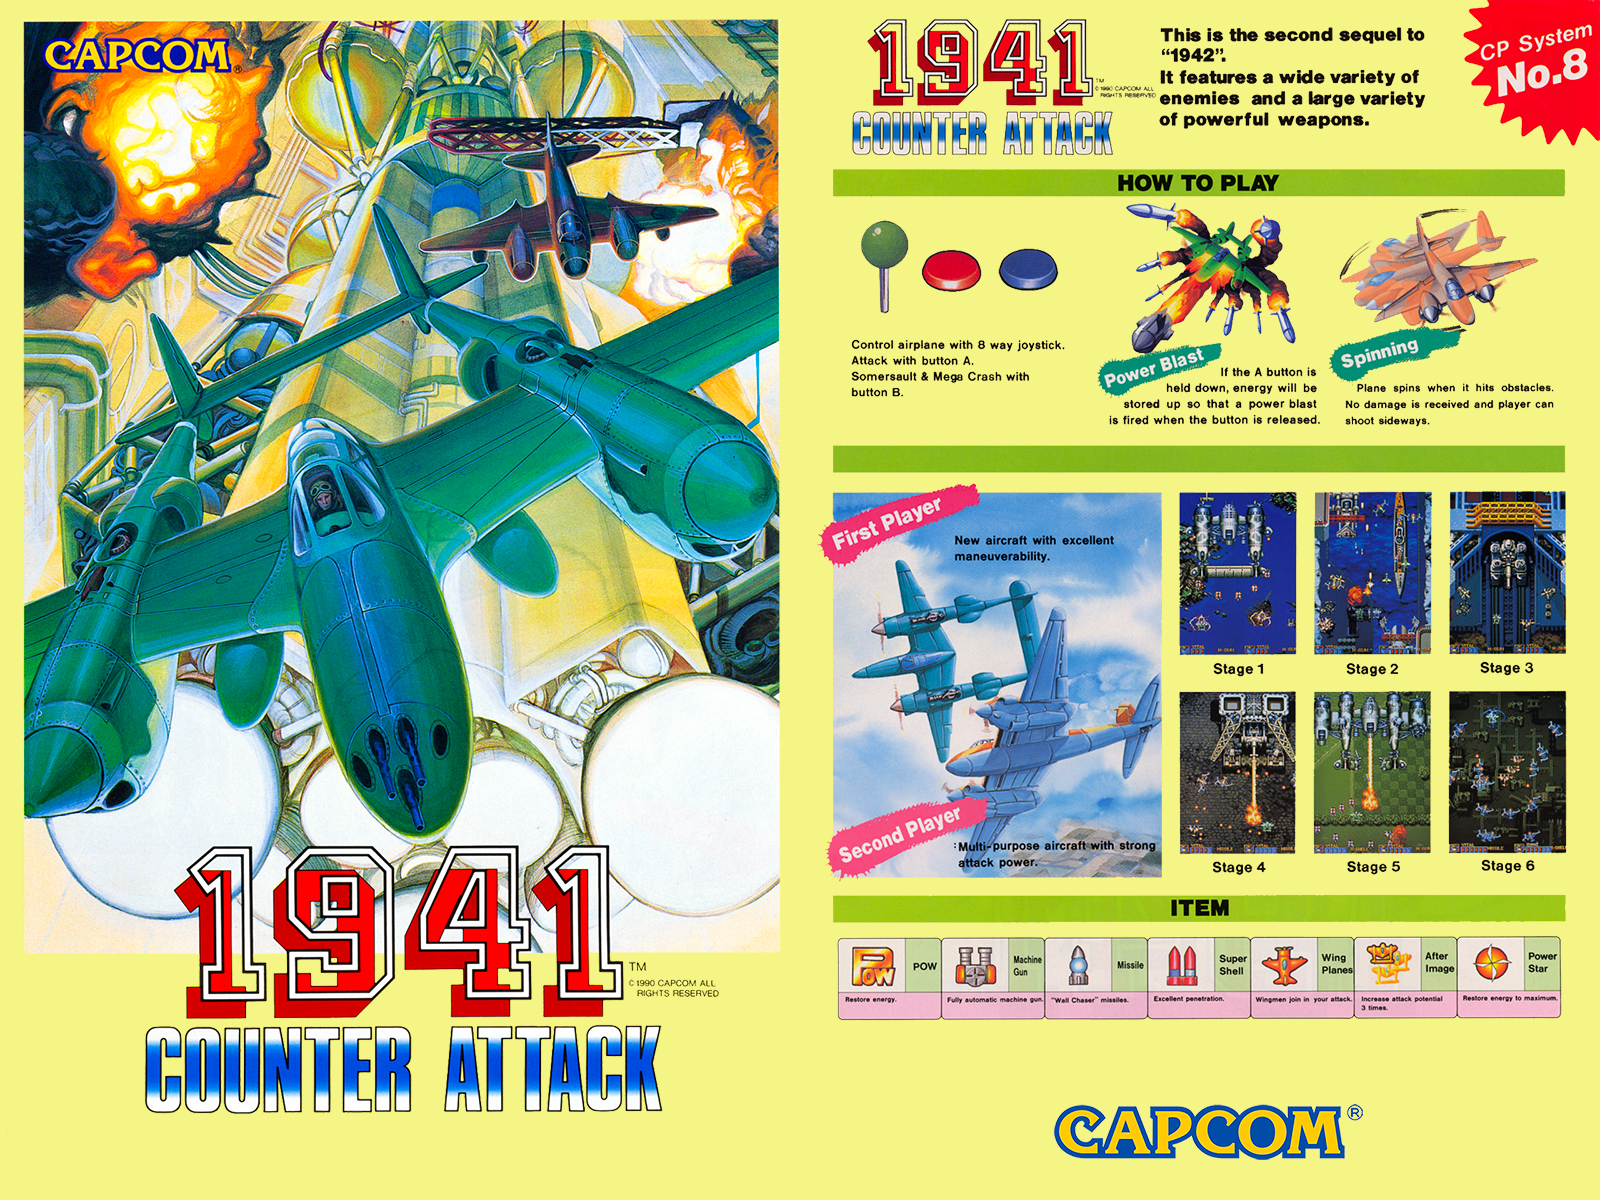 CAPCOM®
1941
TM
© 1990 CAPCOM ALL
RIGHTS RESERVED
COUNTER ATTACK
1941
TM
© 1990 CAPCOM ALL
RIGHTS RESERVED
COUNTER ATTACK
This is the second sequel to
“1942”.
It features a wide variety of
enemies and a large variety
of powerful weapons.
CP System
No.8
HOW TO PLAY
Control airplane with 8 way joystick.
Attack with button A.
Somersault & Mega Crash with
button B.
Power Blast
If the A button is
held down, energy will be
stored up so that a power blast
is fired when the button is released.
Spinning
Plane spins when it hits obstacles.
No damage is received and player can
shoot sideways.
First Player
New aircraft with excellent
maneuverability.
Second Player
:Multi-purpose aircraft with strong
attack power.
Stage 1
Stage 2
Stage 3
Stage 4
Stage 5
Stage 6
ITEM
POW
POW
Restore energy.
Machine
Gun
Fully automatic machine gun.
Missile
"Wall Chaser" missiles.
Super
Shell
Excellent penetration.
Wing
Planes
Wingmen join in your attack.
After
Image
Increase attack potential
3 times.
Power
Star
Restore energy to maximum.
CAPCOM®